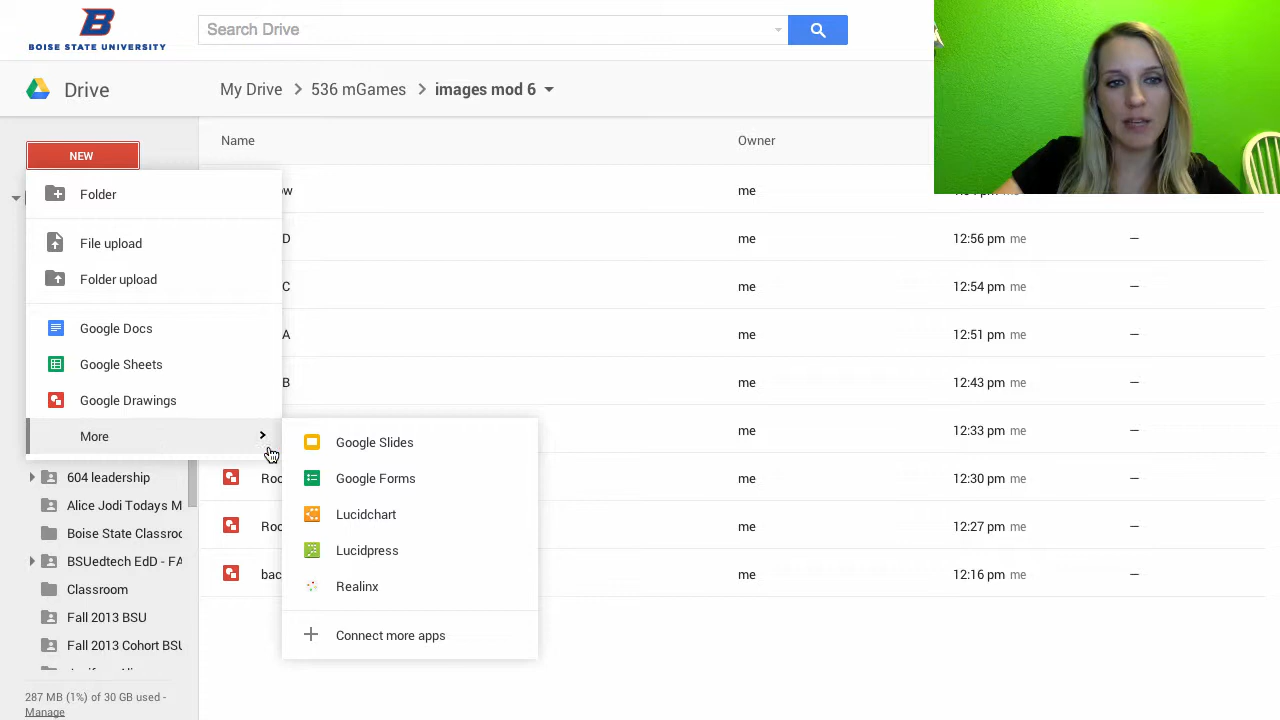 B
BOISE STATE UNIVERSITY
Search Drive
Drive
My Drive > 536 mGames > images mod 6
Name
Owner
NEW
Folder
File upload
Folder upload
Google Docs
Google Sheets
Google Drawings
More
Google Slides
Google Forms
Lucidchart
Lucidpress
Realinx
Connect more apps
me
D me 12:56 pm me —
C me 12:54 pm me —
A me 12:51 pm me —
B me 12:43 pm me —
me 12:33 pm me —
me 12:30 pm me —
me 12:27 pm me —
me 12:16 pm me —
604 leadership
Alice Jodi Todays M
Boise State Classroo
BSUedtech EdD - FA
Classroom
Fall 2013 BSU
Fall 2013 Cohort BSU
287 MB (1%) of 30 GB used -
Manage